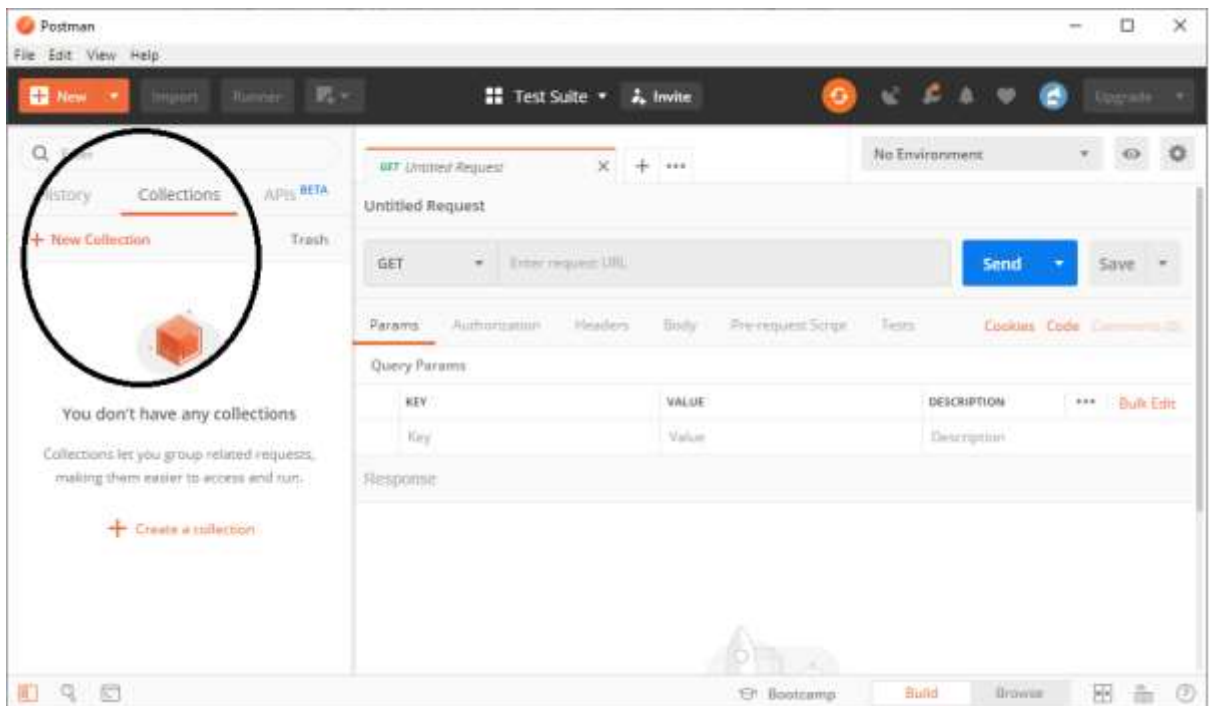 Postman
File Edit View Help
New Import Runner Test Suite Invite Upgrade
History Collections APIs BETA
+ New Collection Trash
You don't have any collections
Collections let you group related requests,
making them easier to access and run.
+ Create a collection
GET Untitled Request No Environment
Untitled Request
GET Enter request URL Send Save
Params Authorization Headers Body Pre-request Script Tests Cookies Code Comments (0)
Query Params
KEY VALUE DESCRIPTION Bulk Edit
Key Value Description
Response
Bootcamp Build Browse